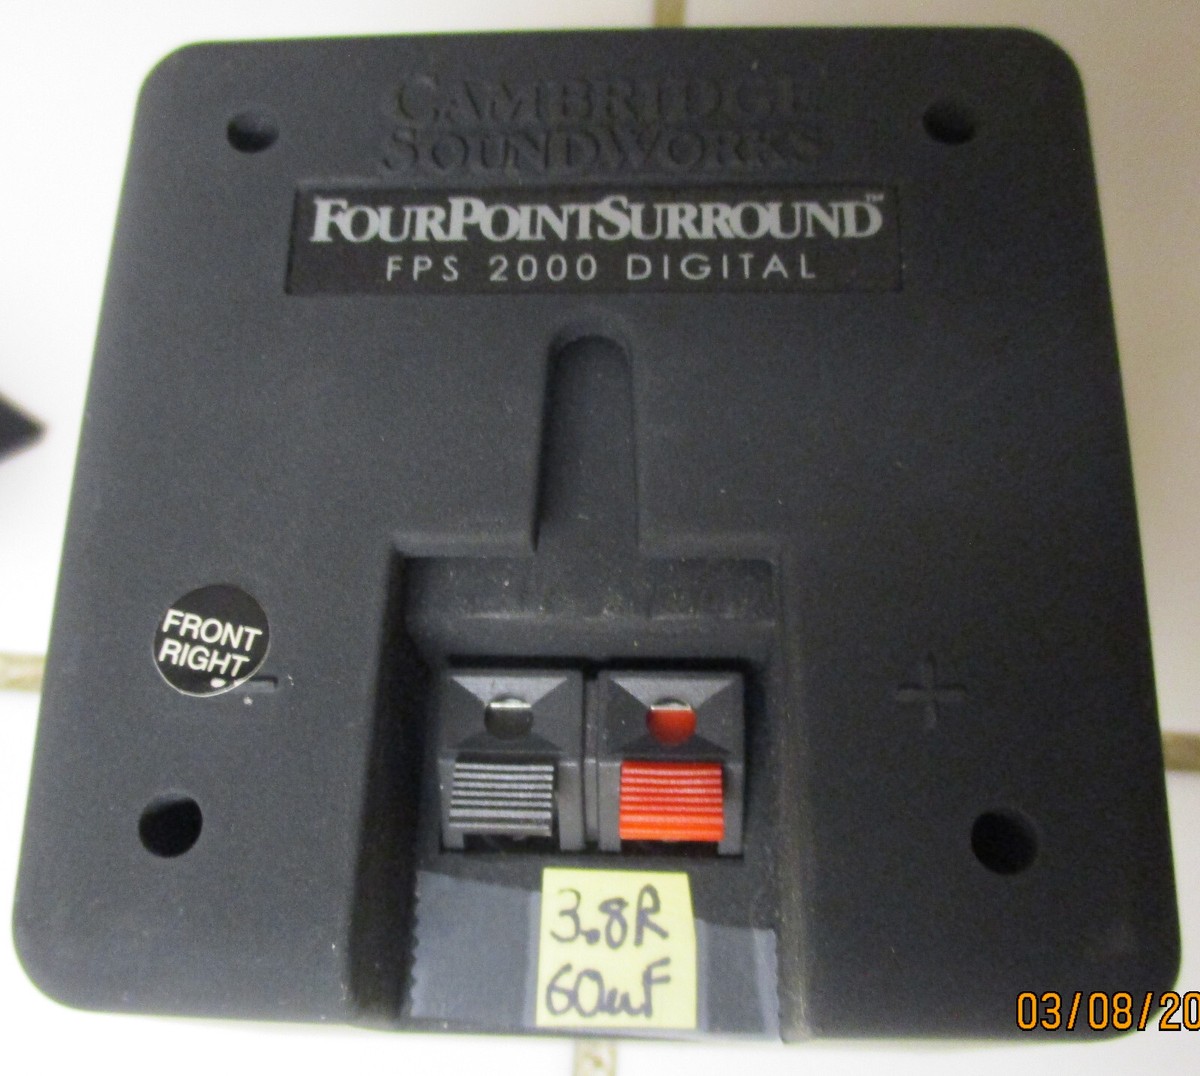 CAMBRIDGE
SOUNDWORKS
FOURPOINTSURROUND™
FPS 2000 DIGITAL
FRONT
RIGHT
-
+
3.8R
60uF
03/08/20